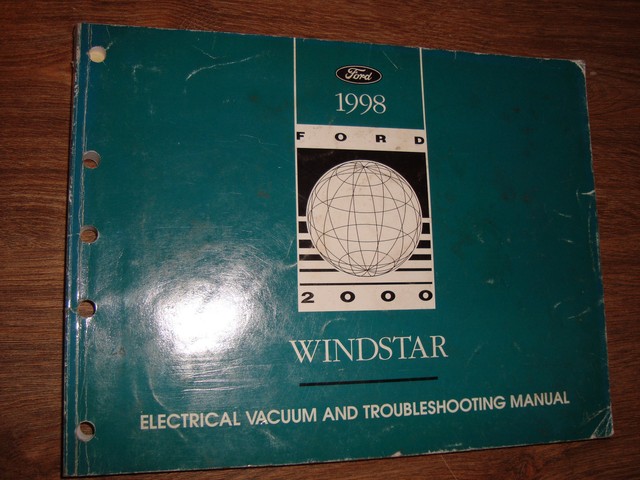 Ford
1998
FORD
2000
WINDSTAR
ELECTRICAL VACUUM AND TROUBLESHOOTING MANUAL